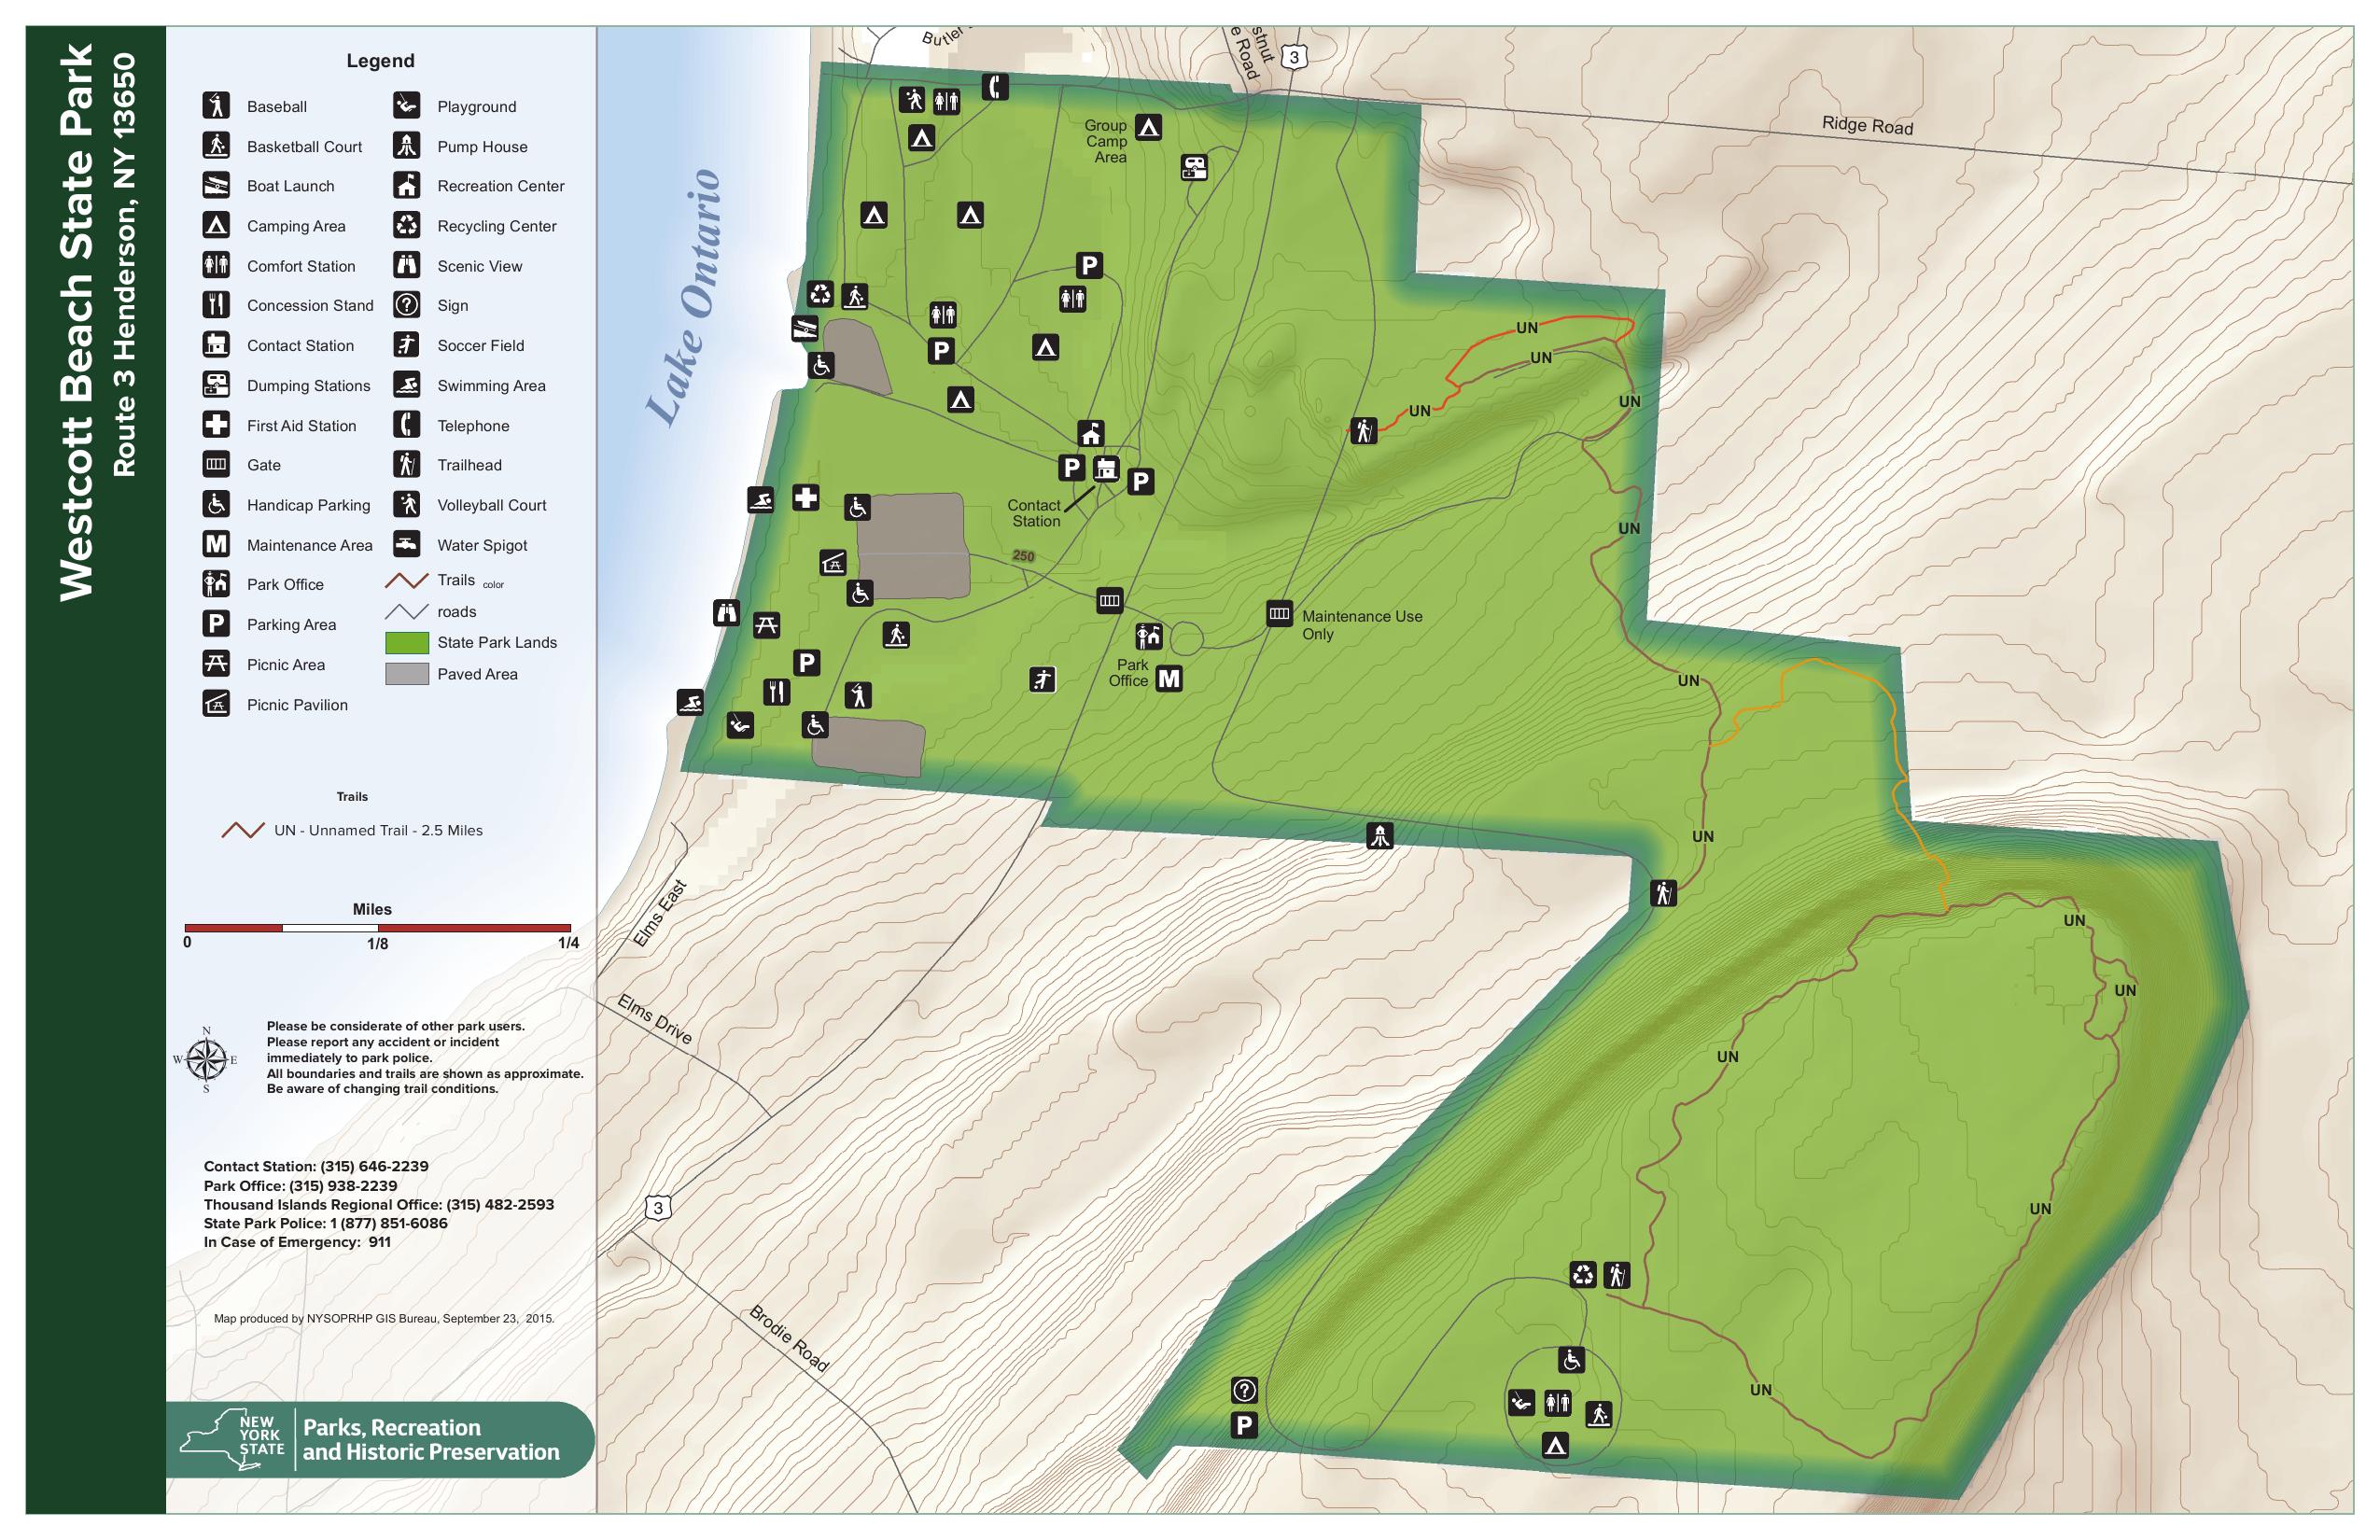 Westcott Beach State Park
Route 3 Henderson, NY 13650
Legend
Baseball
Basketball Court
Boat Launch
Camping Area
Comfort Station
Concession Stand
Contact Station
Dumping Stations
First Aid Station
Gate
Handicap Parking
M Maintenance Area
Park Office
P Parking Area
Picnic Area
Picnic Pavilion
Playground
Pump House
Recreation Center
Recycling Center
Scenic View
? Sign
Soccer Field
Swimming Area
Telephone
Trailhead
Volleyball Court
Water Spigot
Trails color
roads
State Park Lands
Paved Area
Trails
UN - Unnamed Trail - 2.5 Miles
Miles
0 1/8 1/4
N
W E
S
Please be considerate of other park users.
Please report any accident or incident
immediately to park police.
All boundaries and trails are shown as approximate.
Be aware of changing trail conditions.
Contact Station: (315) 646-2239
Park Office: (315) 938-2239
Thousand Islands Regional Office: (315) 482-2593
State Park Police: 1 (877) 851-6086
In Case of Emergency: 911
Map produced by NYSOPRHP GIS Bureau, September 23, 2015.
NEW
YORK
STATE
Parks, Recreation
and Historic Preservation
3
Ridge Road
Group
Camp
Area
Lake Ontario
P
P
UN
UN
UN
UN
P
P
Contact
Station
UN
250
Maintenance Use
Only
Park
Office
M
P
UN
UN
Elms East
UN
UN
Elms Drive
UN
3
UN
Brodie Road
UN
?
P